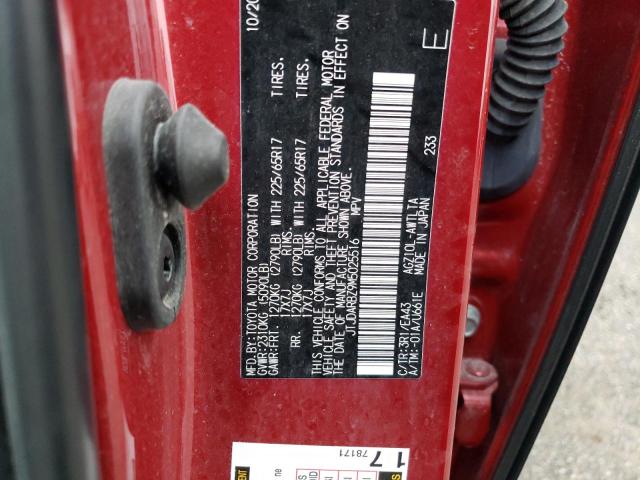 MFD.BY:TOYOTA MOTOR CORPORATION 10/20
GVWR:2310KG (5090LB)
GAWR:FRT. 1270KG (2790LB) WITH 225/65R17 TIRES.
17X7J RIMS.
RR. 1270KG (2790LB) WITH 225/65R17 TIRES.
17X7J RIMS.
THIS VEHICLE CONFORMS TO ALL APPLICABLE FEDERAL MOTOR
VEHICLE SAFETY AND THEFT PREVENTION STANDARDS IN EFFECT ON
THE DATE OF MANUFACTURE SHOWN ABOVE.
JTJDARBZ9M5025516 MPV
C/TR:3R1/EA43 AGZ10L-AWTLTA
A/TM:-01A/U661E MADE IN JAPAN
233
E
17
78171